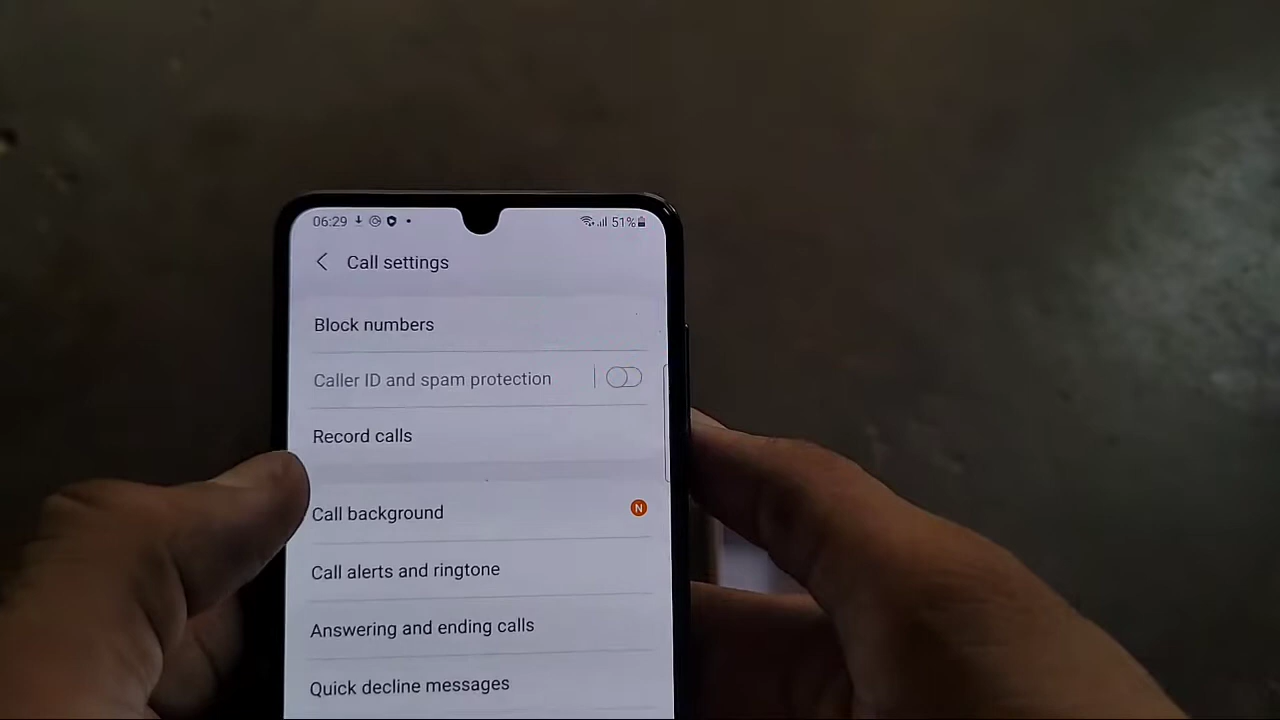 06:29 51%
Call settings
Block numbers
Caller ID and spam protection
Record calls
Call background N
Call alerts and ringtone
Answering and ending calls
Quick decline messages